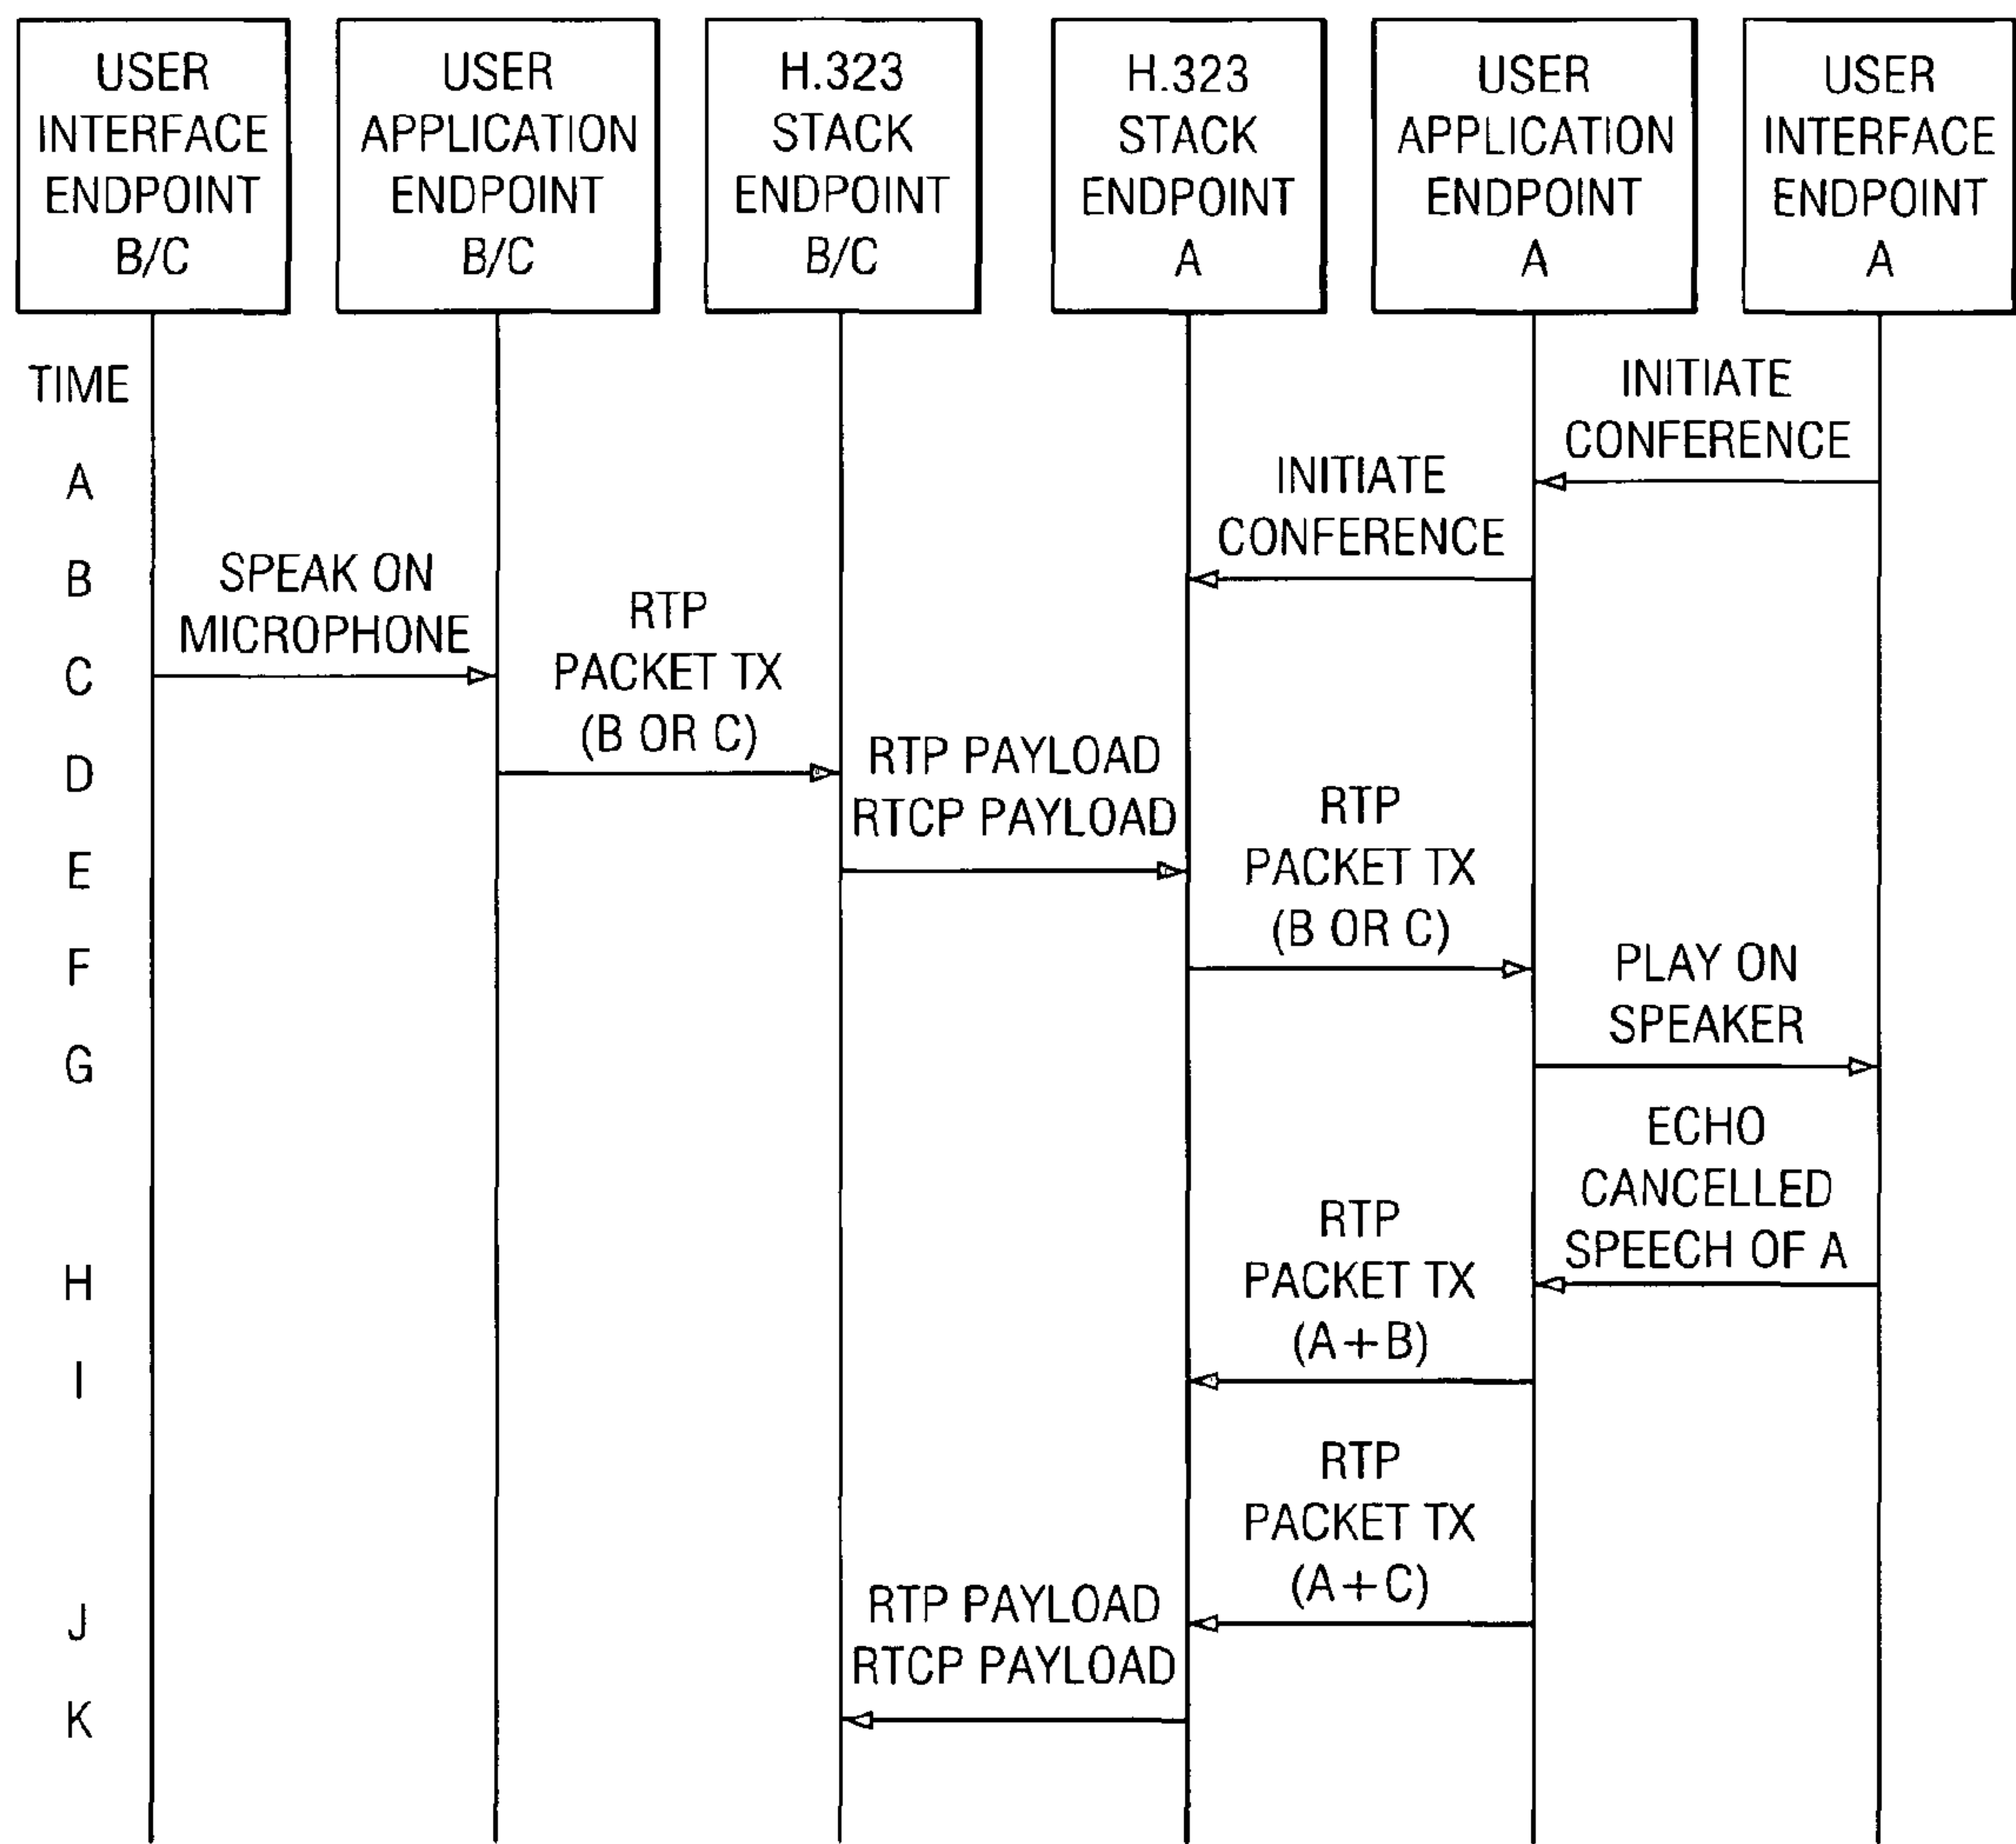 USER
INTERFACE
ENDPOINT
B/C
USER
APPLICATION
ENDPOINT
B/C
H.323
STACK
ENDPOINT
B/C
H.323
STACK
ENDPOINT
A
USER
APPLICATION
ENDPOINT
A
USER
INTERFACE
ENDPOINT
A
TIME
INITIATE
CONFERENCE
A
INITIATE
CONFERENCE
B
SPEAK ON
MICROPHONE
C
RTP
PACKET TX
(B OR C)
D
RTP PAYLOAD
RTCP PAYLOAD
E
RTP
PACKET TX
(B OR C)
F
PLAY ON
SPEAKER
G
ECHO
CANCELLED
SPEECH OF A
H
RTP
PACKET TX
(A+B)
I
RTP
PACKET TX
(A+C)
J
RTP PAYLOAD
RTCP PAYLOAD
K